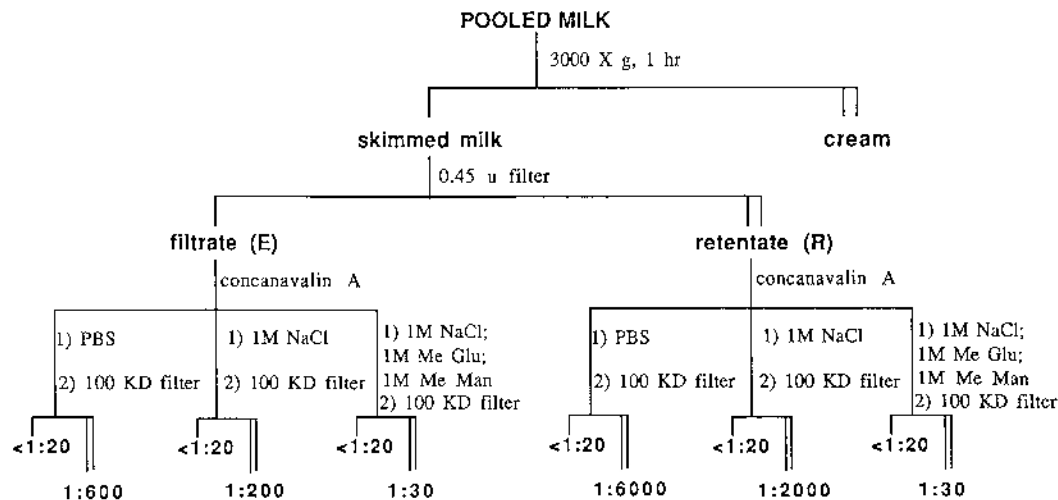 POOLED MILK
3000 X g, 1 hr
skimmed milk
cream
0.45 u filter
filtrate (E)
retentate (R)
concanavalin A
concanavalin A
1) PBS
2) 100 KD filter
1) 1M NaCl
2) 100 KD filter
1) 1M NaCl;
1M Me Glu;
1M Me Man
2) 100 KD filter
1) PBS
2) 100 KD filter
1) 1M NaCl
2) 100 KD filter
1) 1M NaCl;
1M Me Glu;
1M Me Man
2) 100 KD filter
<1:20
<1:20
<1:20
<1:20
<1:20
<1:20
1:600
1:200
1:30
1:6000
1:2000
1:30